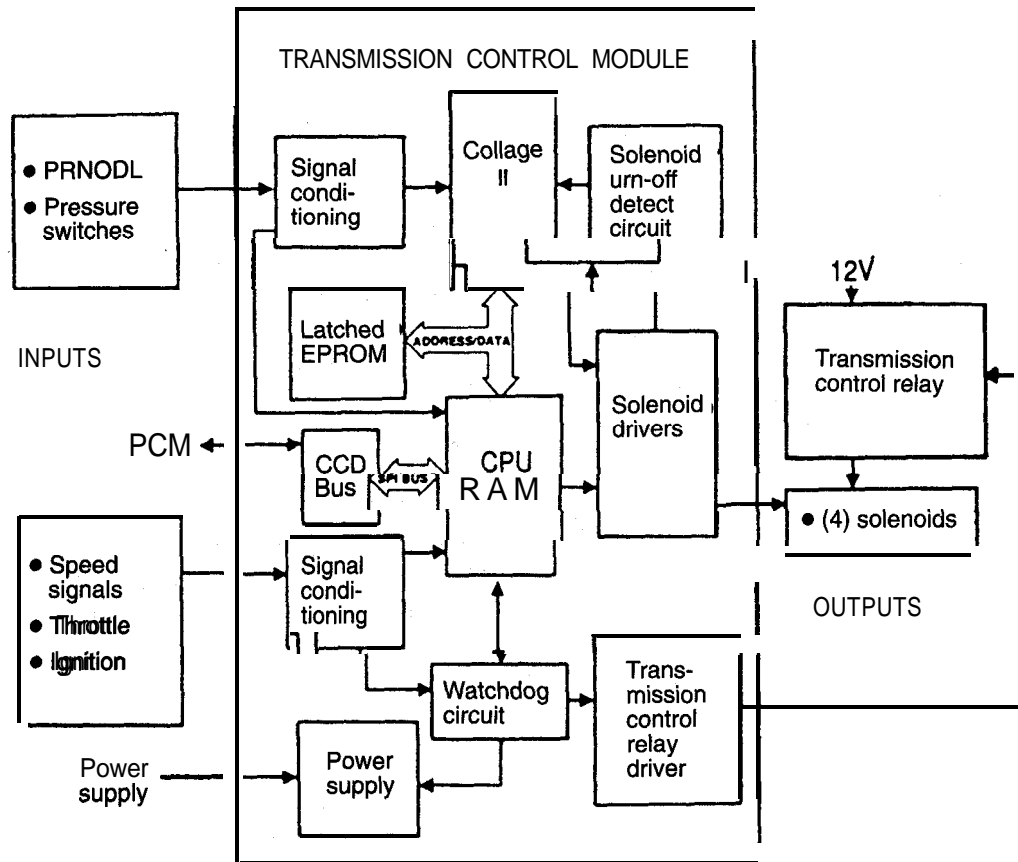 TRANSMISSION CONTROL MODULE
● PRNODL
● Pressure
switches
Signal
condi-
tioning
Collage
II
Solenoid
urn-off
detect
circuit
12V
Latched
EPROM
ADDRESS/DATA
INPUTS
Solenoid
drivers
Transmission
control relay
PCM
CCD
Bus
SPI BUS
CPU
RAM
● (4) solenoids
● Speed
signals
● Throttle
● Ignition
Signal
condi-
tioning
OUTPUTS
Watchdog
circuit
Trans-
mission
control
relay
driver
Power
supply
Power
supply